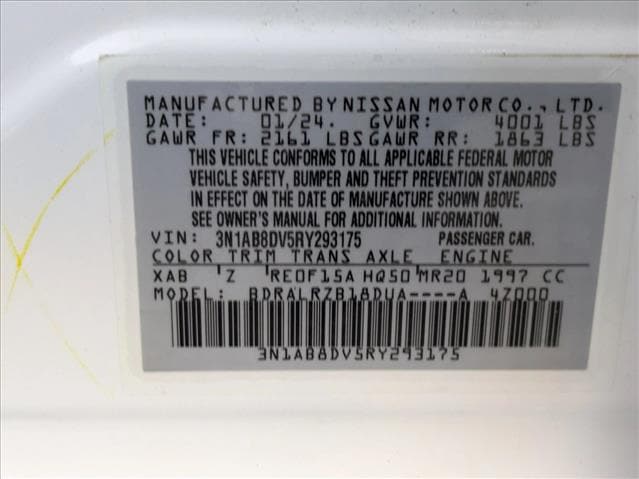 MANUFACTURED BY NISSAN MOTOR CO., LTD.
DATE: 01/24. GVWR: 4001 LBS
GAWR FR: 2161 LBS GAWR RR: 1863 LBS
THIS VEHICLE CONFORMS TO ALL APPLICABLE FEDERAL MOTOR
VEHICLE SAFETY, BUMPER AND THEFT PREVENTION STANDARDS
IN EFFECT ON THE DATE OF MANUFACTURE SHOWN ABOVE.
SEE OWNER'S MANUAL FOR ADDITIONAL INFORMATION.
VIN: 3N1AB8DV5RY293175 PASSENGER CAR.
COLOR TRIM TRANS AXLE ENGINE
XAB Z RE0F15A HQ50 MR20 1997 CC
MODEL: BDRALRZB18DUA----A 4Z000
3N1AB8DV5RY293175